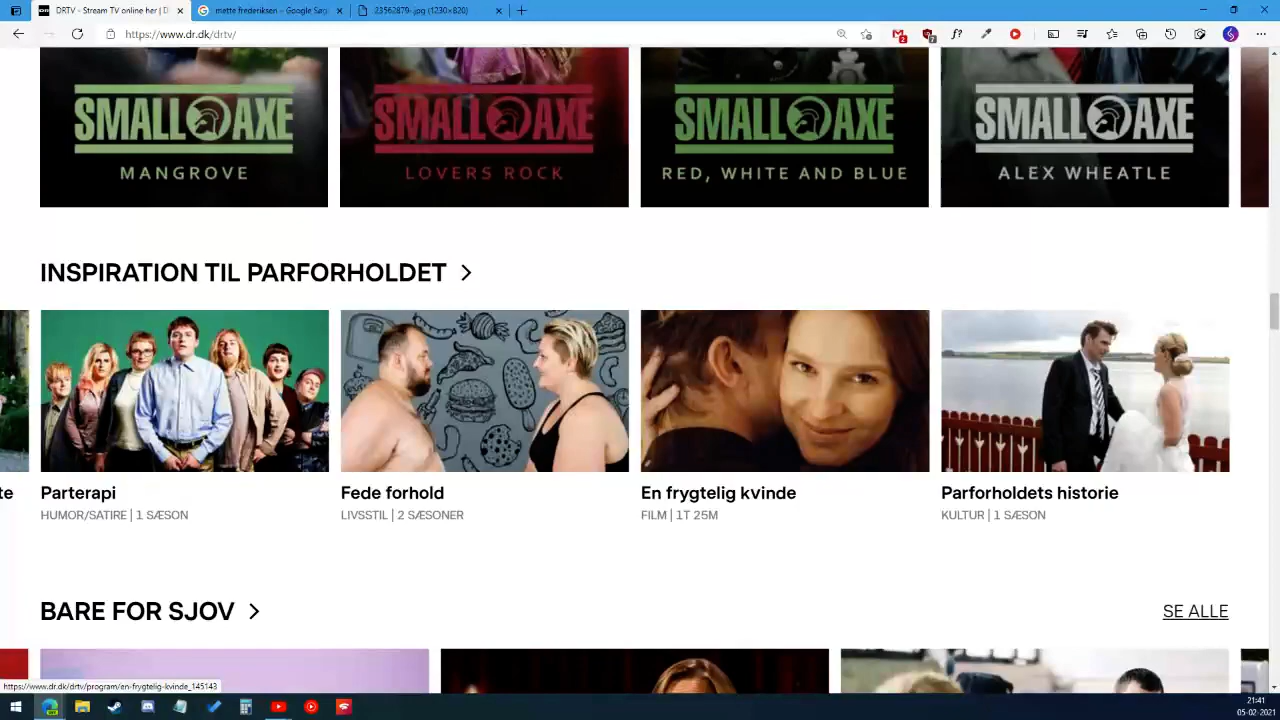 DRTV - Stream TV online her | D
mette frederiksen - Google Søg
23562879-.jpg (1230×820)
https://www.dr.dk/drtv/
SMALL AXE
MANGROVE
SMALL AXE
LOVERS ROCK
SMALL AXE
RED, WHITE AND BLUE
SMALL AXE
ALEX WHEATLE
INSPIRATION TIL PARFORHOLDET
te
Parterapi
HUMOR/SATIRE | 1 SÆSON
Fede forhold
LIVSSTIL | 2 SÆSONER
En frygtelig kvinde
FILM | 1T 25M
Parforholdets historie
KULTUR | 1 SÆSON
BARE FOR SJOV
SE ALLE
https://www.dr.dk/drtv/program/en-frygtelig-kvinde_145143
21:41
05-02-2021